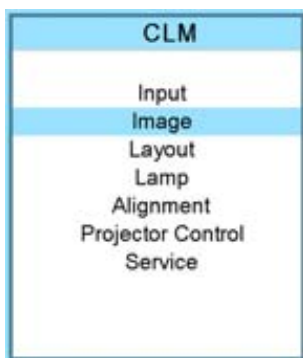 CLM
Input
Image
Layout
Lamp
Alignment
Projector Control
Service